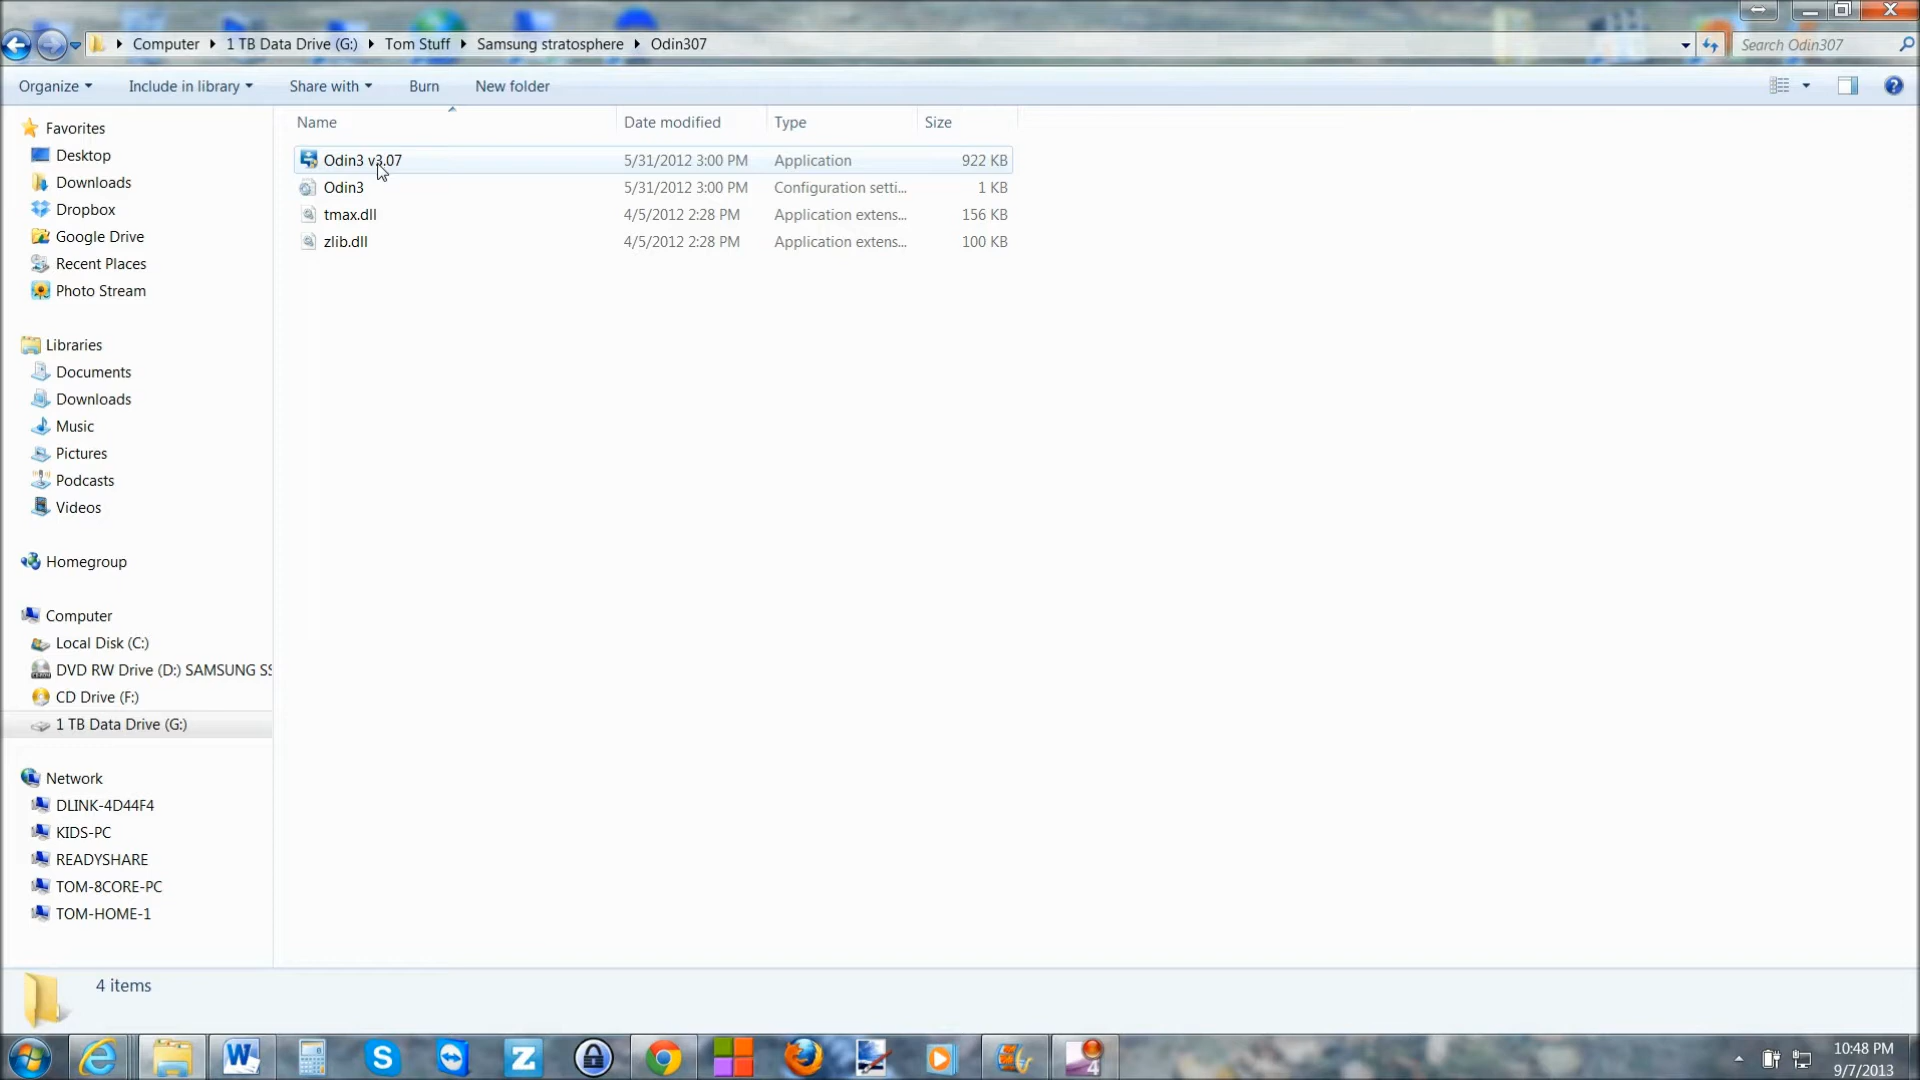 Computer 1 TB Data Drive (G:) Tom Stuff Samsung stratosphere Odin307 Search Odin307
Organize Include in library Share with Burn New folder
Name Date modified Type Size
Odin3 v3.07 5/31/2012 3:00 PM Application 922 KB
Odin3 5/31/2012 3:00 PM Configuration setti... 1 KB
tmax.dll 4/5/2012 2:28 PM Application extens... 156 KB
zlib.dll 4/5/2012 2:28 PM Application extens... 100 KB
Favorites
Desktop
Downloads
Dropbox
Google Drive
Recent Places
Photo Stream
Libraries
Documents
Downloads
Music
Pictures
Podcasts
Videos
Homegroup
Computer
Local Disk (C:)
DVD RW Drive (D:) SAMSUNG SS
CD Drive (F:)
1 TB Data Drive (G:)
Network
DLINK-4D44F4
KIDS-PC
READYSHARE
TOM-8CORE-PC
TOM-HOME-1
4 items
10:48 PM
9/7/2013